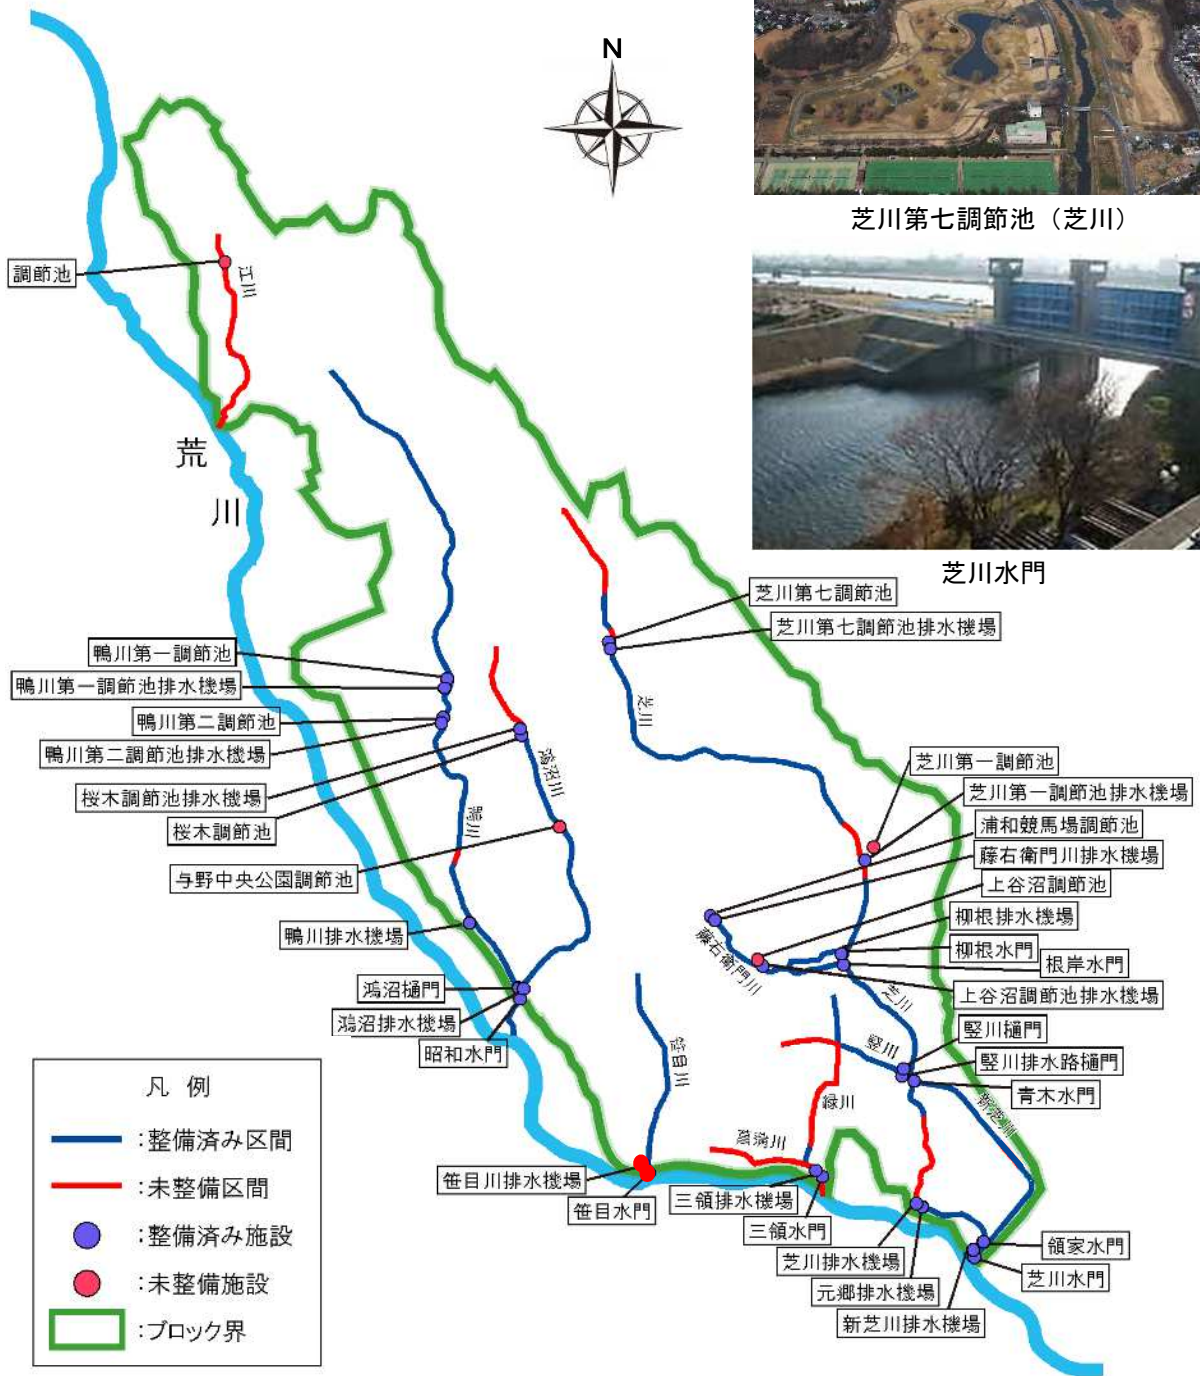 N
芝川第七調節池（芝川）
芝川水門
調節池
江川
荒
川
芝川第七調節池
芝川第七調節池排水機場
芝川
鴨川第一調節池
鴨川第一調節池排水機場
鴨川第二調節池
鴨川第二調節池排水機場
桜木調節池排水機場
桜木調節池
与野中央公園調節池
鴻沼川
鴨川
鴨川排水機場
鴻沼樋門
鴻沼排水機場
昭和水門
芝川第一調節池
芝川第一調節池排水機場
浦和競馬場調節池
藤右衛門川排水機場
上谷沼調節池
柳根排水機場
柳根水門
根岸水門
上谷沼調節池排水機場
藤右衛門川
芝川
竪川樋門
竪川排水路樋門
青木水門
竪川
新芝川
笹目川
緑川
笹目川排水機場
笹目水門
三領排水機場
三領水門
芝川排水機場
元郷排水機場
新芝川排水機場
領家水門
芝川水門
凡 例
：整備済み区間
：未整備区間
：整備済み施設
：未整備施設
：ブロック界